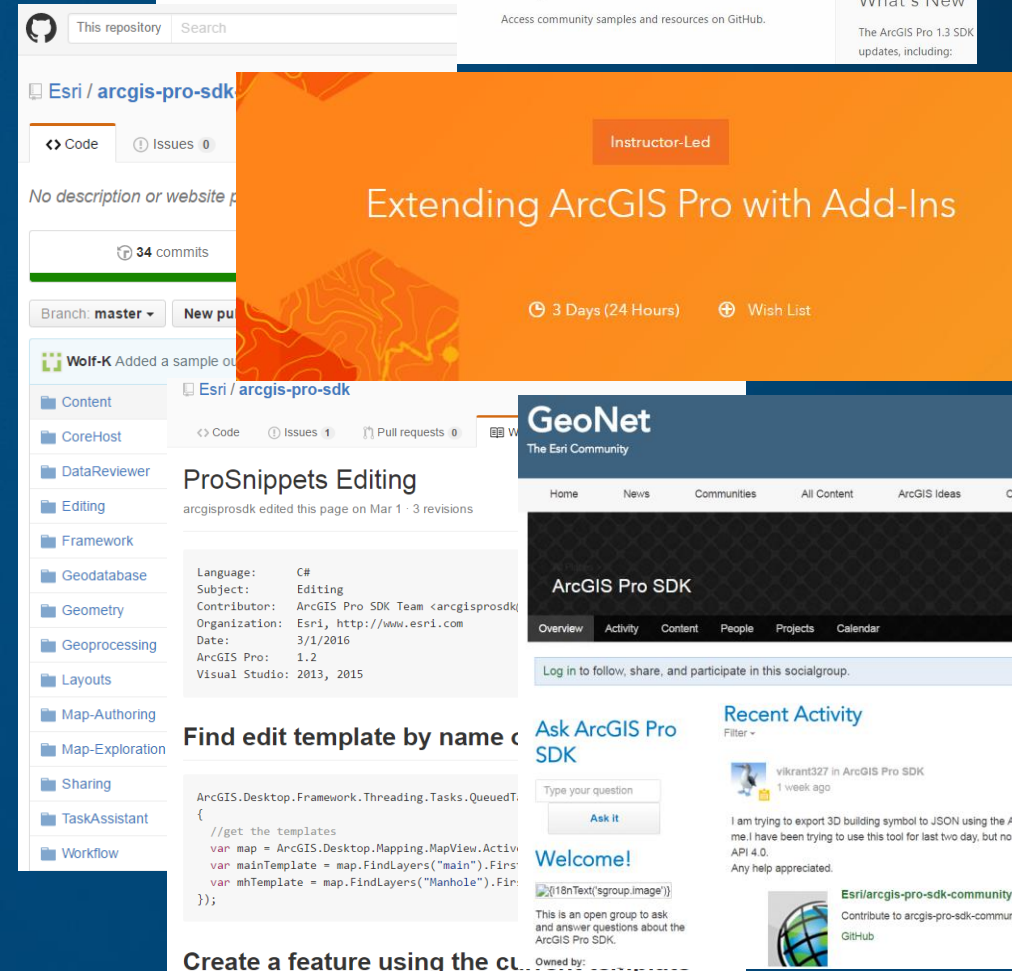 Access community samples and resources on GitHub.
What's New
The ArcGIS Pro 1.3 SDK
updates, including:
This repository Search
Esri / arcgis-pro-sdk-
Code Issues 0
No description or website
34 commits
Branch: master New pu
Wolf-K Added a sample ou
Content
CoreHost
DataReviewer
Editing
Framework
Geodatabase
Geometry
Geoprocessing
Layouts
Map-Authoring
Map-Exploration
Sharing
TaskAssistant
Workflow
Instructor-Led
Extending ArcGIS Pro with Add-Ins
3 Days (24 Hours) Wish List
Esri / arcgis-pro-sdk
Code Issues 1 Pull requests 0 W
ProSnippets Editing
arcgisprosdk edited this page on Mar 1 · 3 revisions
Language: C#
Subject: Editing
Contributor: ArcGIS Pro SDK Team <arcgisprosdk@
Organization: Esri, http://www.esri.com
Date: 3/1/2016
ArcGIS Pro: 1.2
Visual Studio: 2013, 2015
Find edit template by name
ArcGIS.Desktop.Framework.Threading.Tasks.QueuedTa
{
//get the templates
var map = ArcGIS.Desktop.Mapping.MapView.Active
var mainTemplate = map.FindLayers("main").First
var mhTemplate = map.FindLayers("Manhole").Firs
});
Create a feature using the current template
GeoNet
The Esri Community
Home News Communities All Content ArcGIS Ideas
ArcGIS Pro SDK
Overview Activity Content People Projects Calendar
Log in to follow, share, and participate in this socialgroup.
Ask ArcGIS Pro
SDK
Type your question
Ask it
Welcome!
{i18nText('sgroup.image')}
This is an open group to ask
and answer questions about the
ArcGIS Pro SDK.
Owned by:
Recent Activity
Filter
vikrant327 in ArcGIS Pro SDK
1 week ago
I am trying to export 3D building symbol to JSON using the A
me.I have been trying to use this tool for last two day, but no
API 4.0.
Any help appreciated.
Esri/arcgis-pro-sdk-community
Contribute to arcgis-pro-sdk-commun
GitHub